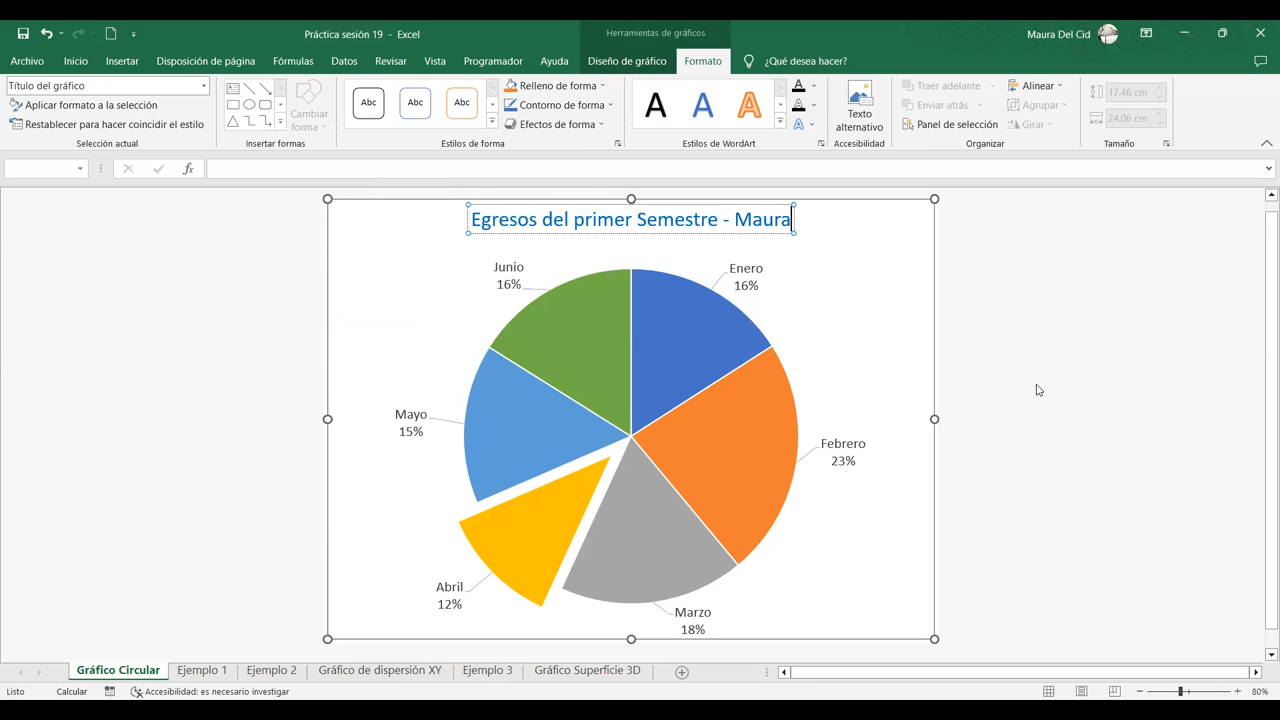 Práctica sesión 19 - Excel
Herramientas de gráficos
Maura Del Cid
Archivo Inicio Insertar Disposición de página Fórmulas Datos Revisar Vista Programador Ayuda Diseño de gráfico Formato ¿Qué desea hacer?
Título del gráfico
Aplicar formato a la selección
Restablecer para hacer coincidir el estilo
Selección actual
Cambiar
forma
Insertar formas
Abc Abc Abc
Relleno de forma
Contorno de forma
Efectos de forma
Estilos de forma
A A A
Estilos de WordArt
Texto
alternativo
Accesibilidad
Traer adelante
Enviar atrás
Panel de selección
Alinear
Agrupar
Girar
Organizar
17.46 cm
24.06 cm
Tamaño
fx
Egresos del primer Semestre - Maura
Junio
16%
Enero
16%
Mayo
15%
Febrero
23%
Abril
12%
Marzo
18%
Gráfico Circular Ejemplo 1 Ejemplo 2 Gráfico de dispersión XY Ejemplo 3 Gráfico Superficie 3D
Listo Calcular Accesibilidad: es necesario investigar 80%